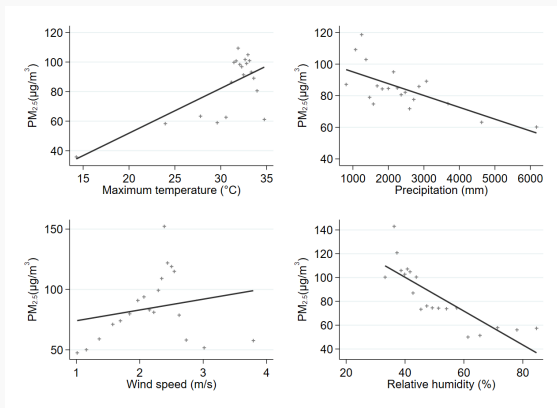 120
100
80
60
40
PM2.5(µg/m3)
15 20 25 30 35
Maximum temperature (°C)
120
100
80
60
40
PM2.5(µg/m3)
1000 2000 3000 4000 5000 6000
Precipitation (mm)
150
100
50
PM2.5(µg/m3)
1 2 3 4
Wind speed (m/s)
140
120
100
80
60
40
PM2.5(µg/m3)
20 40 60 80
Relative humidity (%)